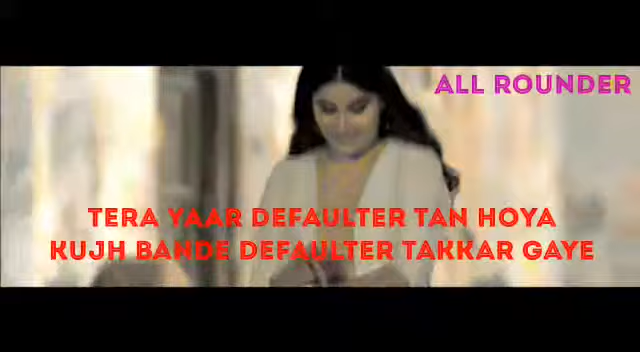 ALL ROUNDER
TERA YAAR DEFAULTER TAN HOYA
KUJH BANDE DEFAULTER TAKKAR GAYE